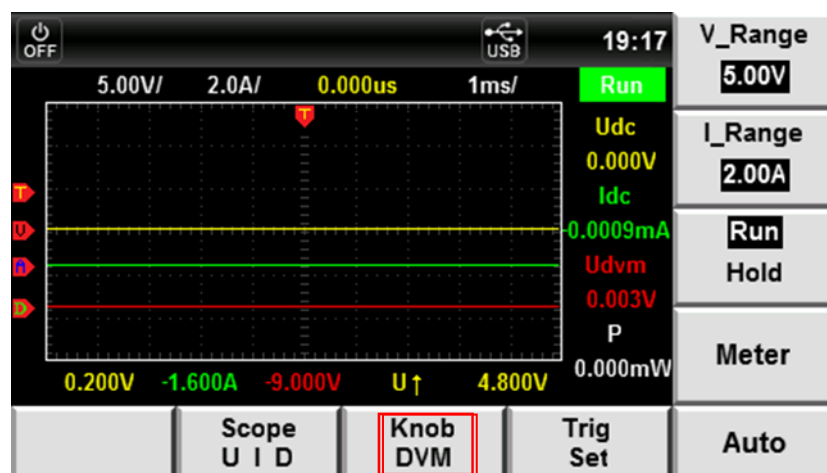 OFF
USB
19:17
V_Range
5.00V
5.00V/ 2.0A/ 0.000us 1ms/ Run
T
Udc
0.000V
I_Range
2.00A
Idc
-0.0009mA
T
U
A
D
Run
Hold
Udvm
0.003V
P
0.000mW
Meter
0.200V -1.600A -9.000V U↑ 4.800V
Scope
U I D
Knob
DVM
Trig
Set
Auto